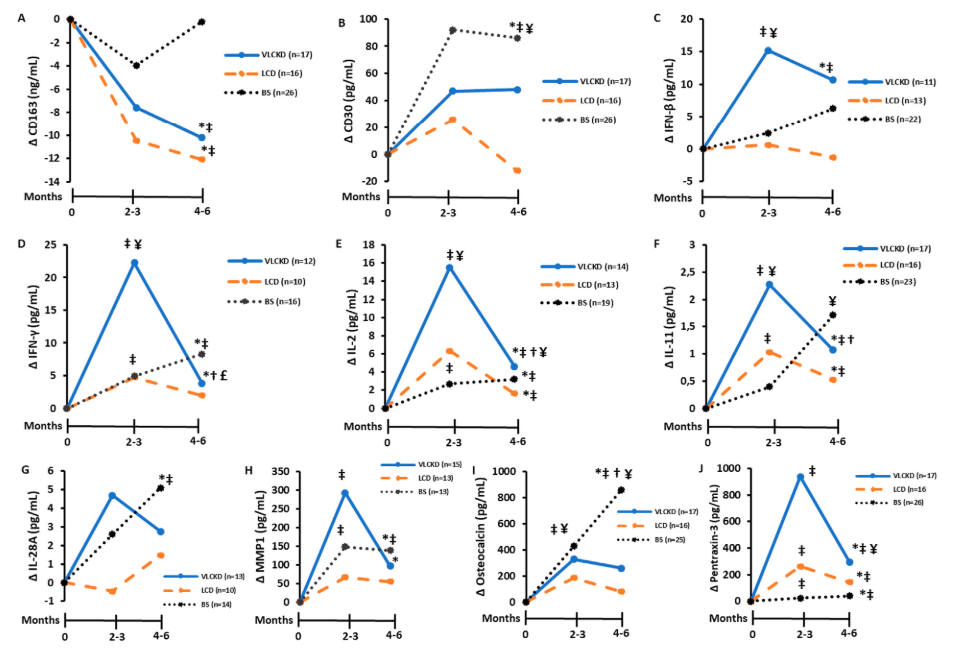 A
Δ CD163 (ng/mL)
0
-2
-4
-6
-8
-10
-12
-14
VLCKD (n=17)
LCD (n=16)
BS (n=26)
*‡
*‡
Months
0
2-3
4-6
B
Δ CD30 (pg/mL)
100
80
60
40
20
0
-20
*‡¥
VLCKD (n=17)
LCD (n=16)
BS (n=26)
Months
0
2-3
4-6
C
Δ IFN-β (pg/mL)
20
15
10
5
0
-5
‡ ¥
*‡
VLCKD (n=11)
LCD (n=13)
BS (n=22)
Months
0
2-3
4-6
D
Δ IFN-γ (pg/mL)
25
20
15
10
5
0
‡ ¥
‡
*‡
*†£
VLCKD (n=12)
LCD (n=10)
BS (n=16)
Months
0
2-3
4-6
E
Δ IL-2 (pg/mL)
18
16
14
12
10
8
6
4
2
0
‡ ¥
‡
*‡ † ¥
*‡
*‡
VLCKD (n=14)
LCD (n=13)
BS (n=19)
Months
0
2-3
4-6
F
Δ IL-11 (pg/mL)
3
2,5
2
1,5
1
0,5
0
‡ ¥
‡
¥
*‡ †
*‡
VLCKD (n=17)
LCD (n=16)
BS (n=23)
Months
0
2-3
4-6
G
Δ IL-28A (pg/mL)
6
5
4
3
2
1
0
-1
*‡
VLCKD (n=13)
LCD (n=10)
BS (n=14)
Months
0
2-3
4-6
H
Δ MMP1 (pg/mL)
350
300
250
200
150
100
50
0
‡
‡
*‡
*
VLCKD (n=15)
LCD (n=13)
BS (n=13)
Months
0
2-3
4-6
I
Δ Osteocalcin (pg/mL)
1000
800
600
400
200
0
‡ ¥
*‡ † ¥
VLCKD (n=17)
LCD (n=16)
BS (n=25)
Months
0
2-3
4-6
J
Δ Pentraxin-3 (pg/mL)
1000
800
600
400
200
0
‡
‡
‡
*‡ ¥
*‡
*‡
VLCKD (n=17)
LCD (n=16
BS (n=26)
Months
0
2-3
4-6